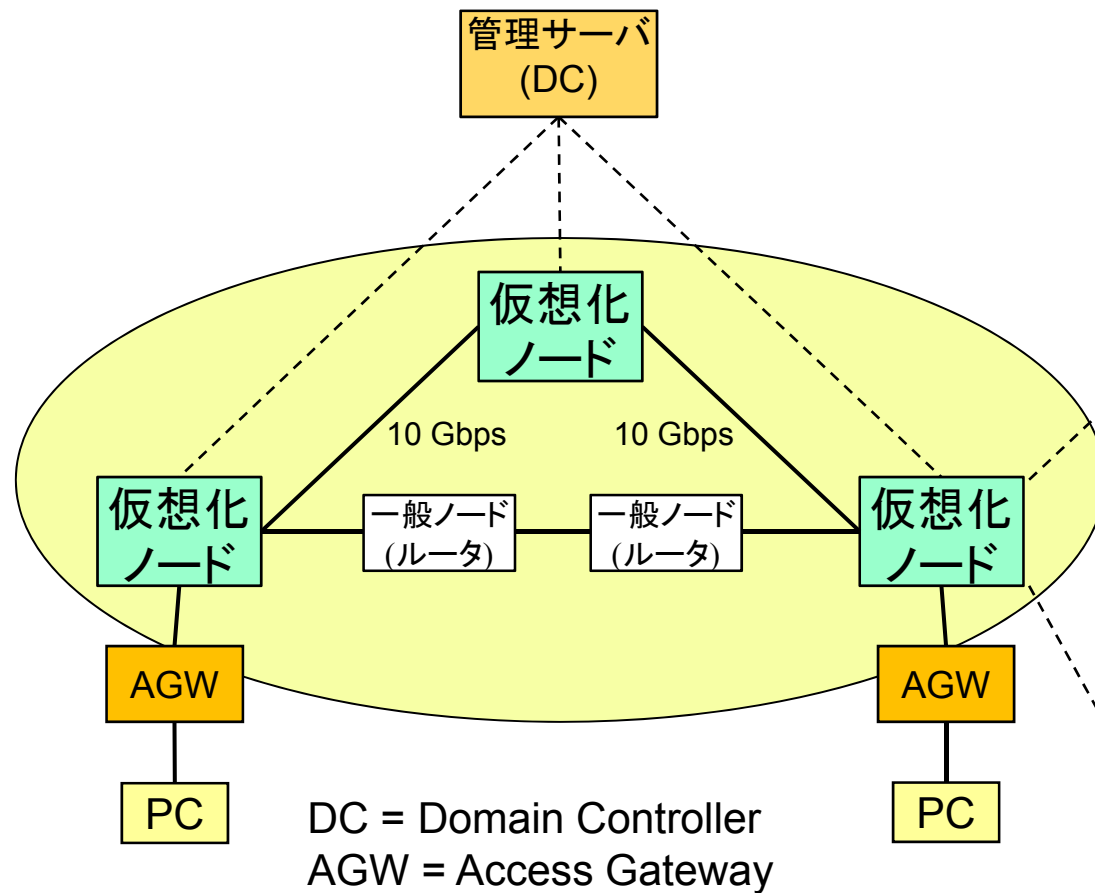 管理サーバ
(DC)
仮想化
ノード
10 Gbps
10 Gbps
仮想化
ノード
一般ノード
(ルータ)
一般ノード
(ルータ)
仮想化
ノード
AGW
AGW
PC
PC
DC = Domain Controller
AGW = Access Gateway